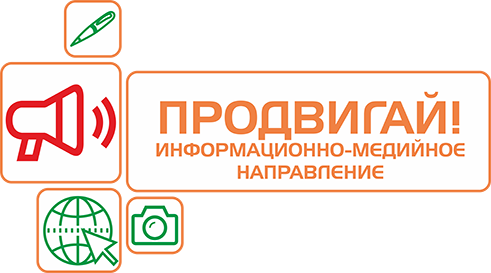 ПРОДВИГАЙ!
ИНФОРМАЦИОННО-МЕДИЙНОЕ
НАПРАВЛЕНИЕ